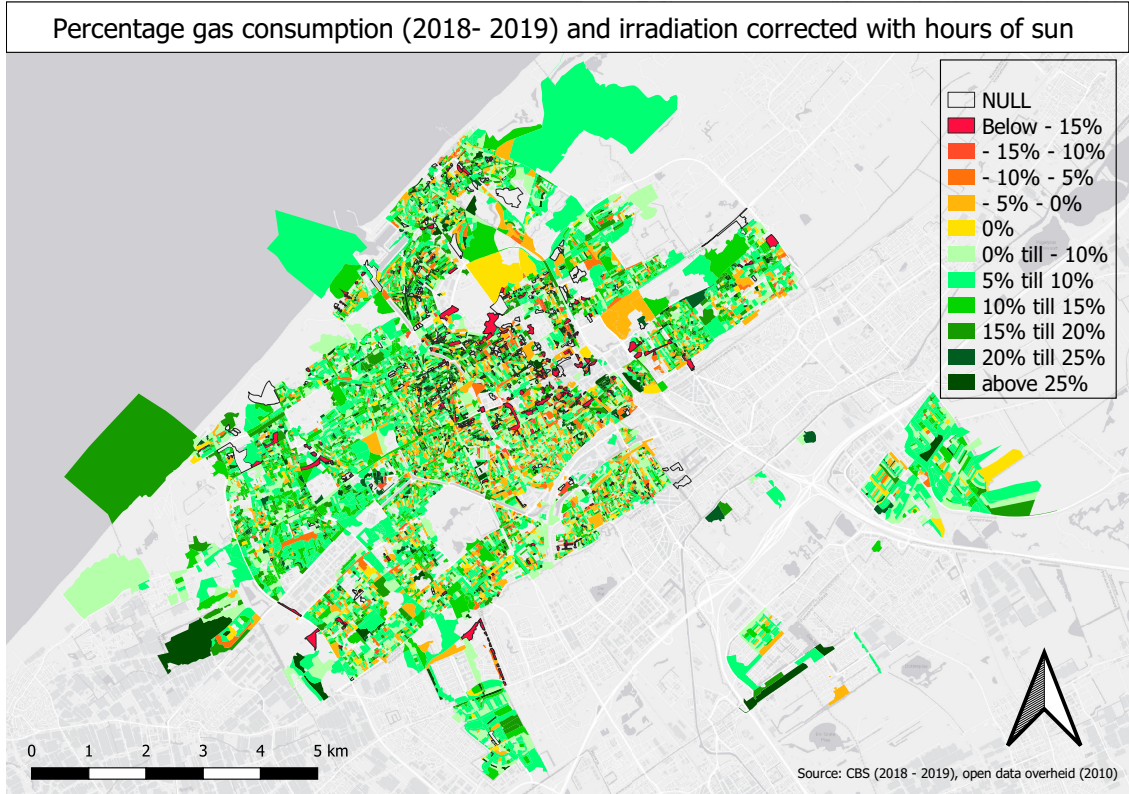 Percentage gas consumption (2018- 2019) and irradiation corrected with hours of sun
NULL
Below - 15%
- 15% - 10%
- 10% - 5%
- 5% - 0%
0%
0% till - 10%
5% till 10%
10% till 15%
15% till 20%
20% till 25%
above 25%
0 1 2 3 4 5 km
Source: CBS (2018 - 2019), open data overheid (2010)